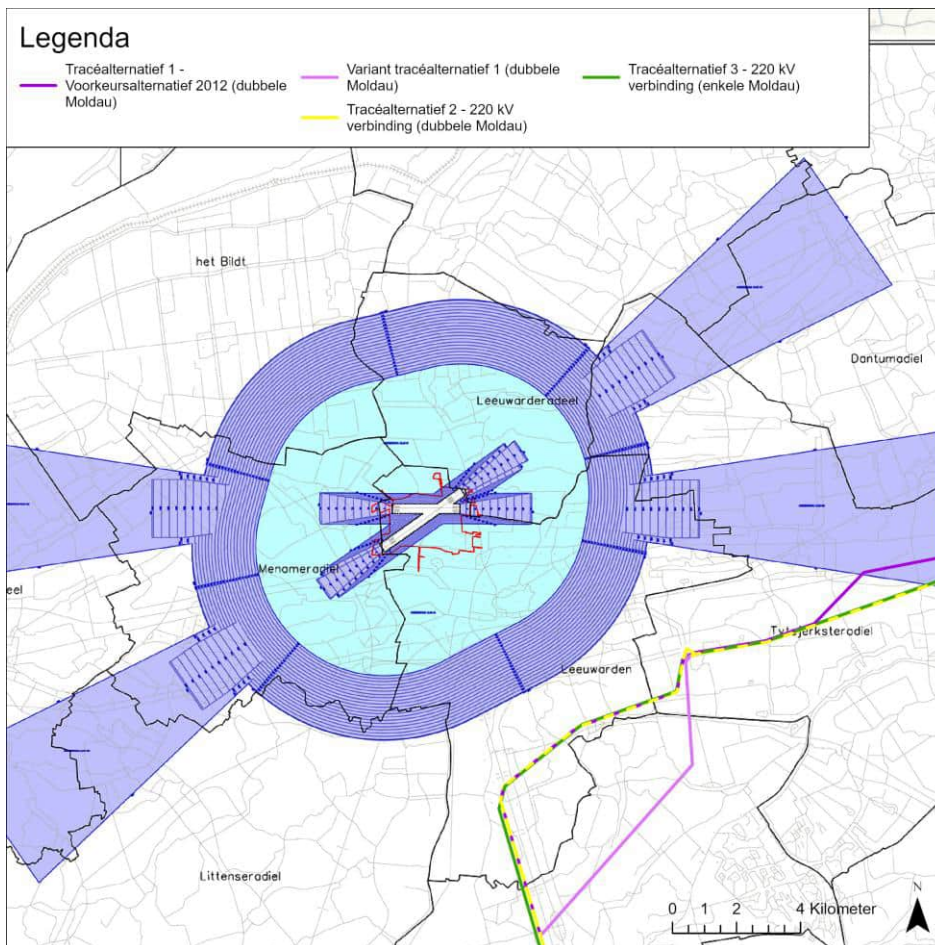 Legenda
Tracéalternatief 1 -
Voorkeursalternatief 2012 (dubbele
Moldau)
Variant tracéalternatief 1 (dubbele
Moldau)
Tracéalternatief 2 - 220 kV
verbinding (dubbele Moldau)
Tracéalternatief 3 - 220 kV
verbinding (enkele Moldau)
het Bildt
Dantumadiel
Leeuwarderadeel
Menameradiel
eel
Tytsjerksteradiel
Leeuwarden
Littenseradiel
N
0 1 2 4 Kilometer